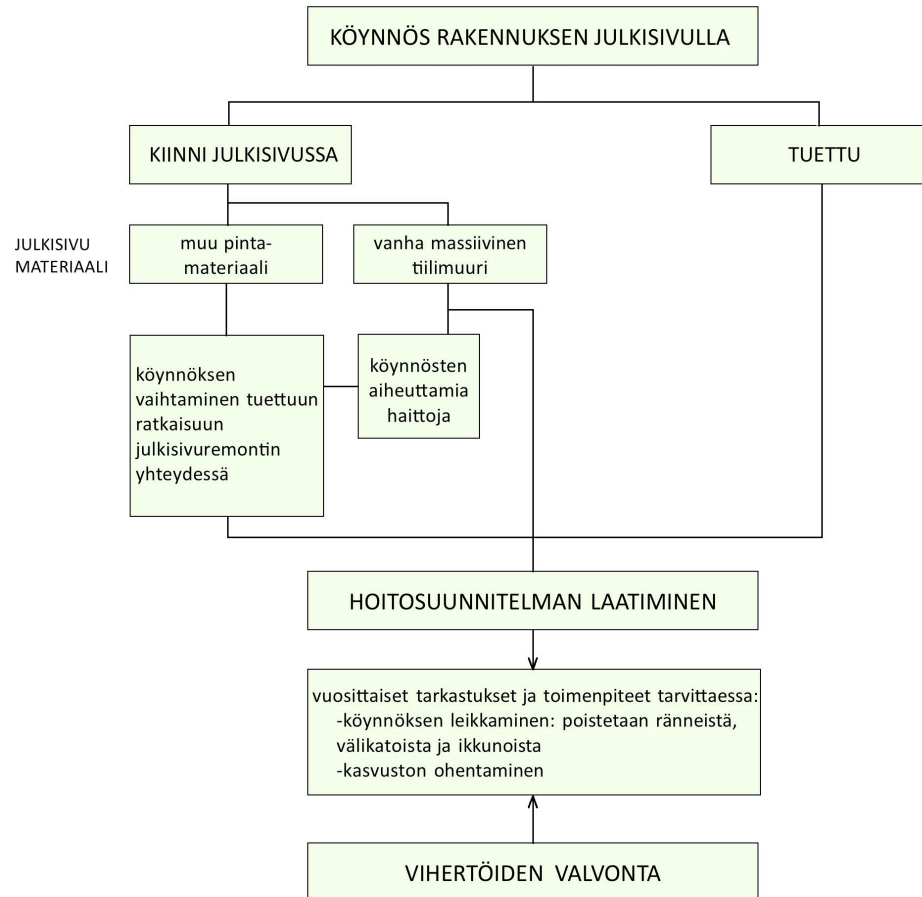 KÖYNNÖS RAKENNUKSEN JULKISIVULLA
KIINNI JULKISIVUSSA
TUETTU
JULKISIVU
MATERIAALI
muu pinta-
materiaali
vanha massiivinen
tiilimuuri
köynnöksen
vaihtaminen tuettuun
ratkaisuun
julkisivuremontin
yhteydessä
köynnösten
aiheuttamia
haittoja
HOITOSUUNNITELMAN LAATIMINEN
vuosittaiset tarkastukset ja toimenpiteet tarvittaessa:
-köynnöksen leikkaaminen: poistetaan ränneistä,
välikatoista ja ikkunoista
-kasvuston ohentaminen
VIHERTÖIDEN VALVONTA